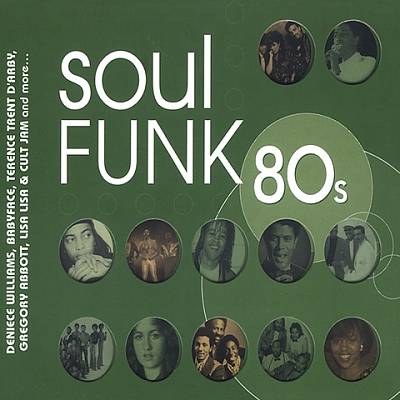 soul
FUNK
80s
DENIECE WILLIAMS, BABYFACE, TERENCE TRENT D'ARBY,
GREGORY ABBOTT, LISA LISA & CULT JAM and more...